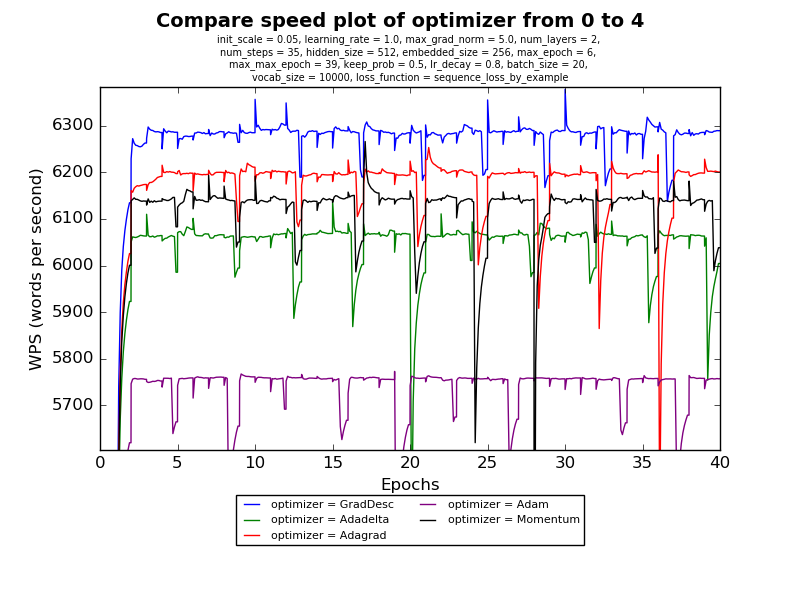 Compare speed plot of optimizer from 0 to 4
init_scale = 0.05, learning_rate = 1.0, max_grad_norm = 5.0, num_layers = 2,
num_steps = 35, hidden_size = 512, embedded_size = 256, max_epoch = 6,
max_max_epoch = 39, keep_prob = 0.5, lr_decay = 0.8, batch_size = 20,
vocab_size = 10000, loss_function = sequence_loss_by_example
WPS (words per second)
6300
6200
6100
6000
5900
5800
5700
0 5 10 15 20 25 30 35 40
Epochs
optimizer = GradDesc
optimizer = Adadelta
optimizer = Adagrad
optimizer = Adam
optimizer = Momentum